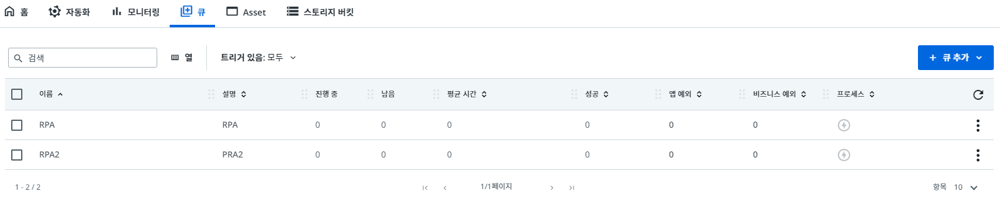 홈 자동화 모니터링 큐 Asset 스토리지 버킷
검색 열 트리거 있음: 모두 큐 추가
이름 설명 진행 중 남음 평균 시간 성공 앱 예외 비즈니스 예외 프로세스
RPA RPA 0 0 0 0 0 0
RPA2 PRA2 0 0 0 0 0 0
1 - 2 / 2 1/1페이지 항목 10